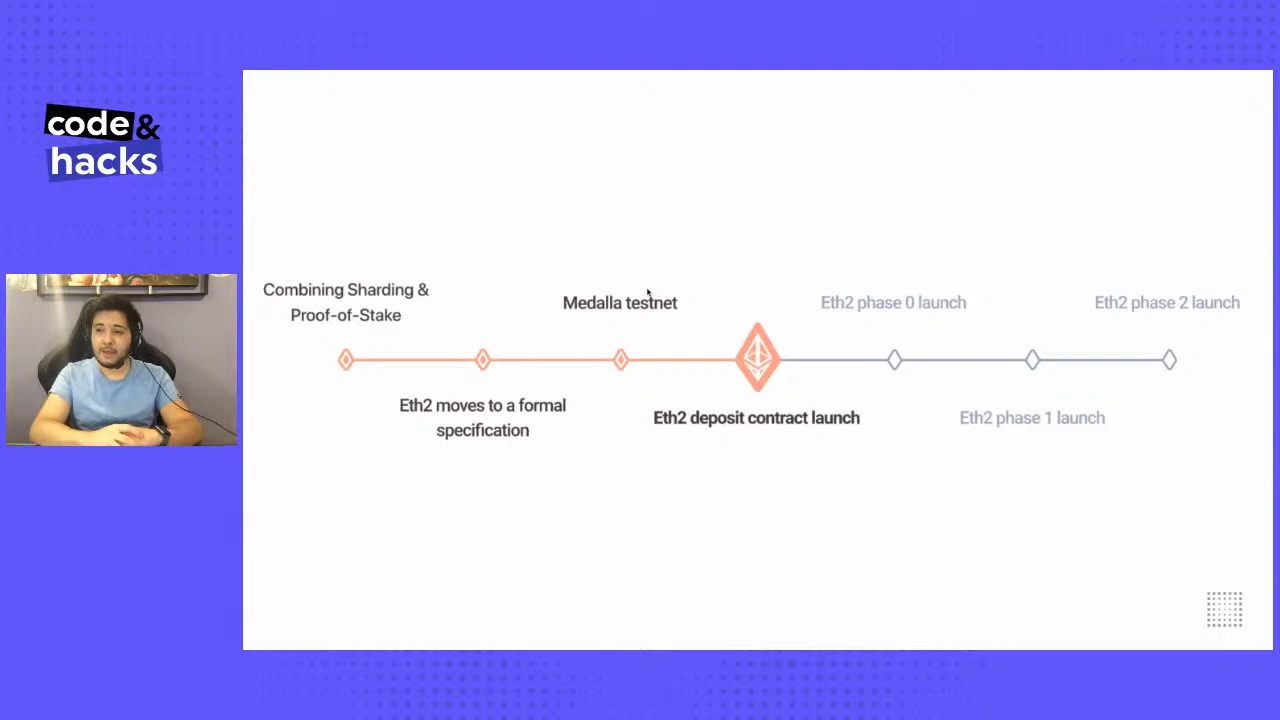 code&
hacks
Combining Sharding &
Proof-of-Stake
Medalla testnet
Eth2 phase 0 launch
Eth2 phase 2 launch
Eth2 moves to a formal
specification
Eth2 deposit contract launch
Eth2 phase 1 launch